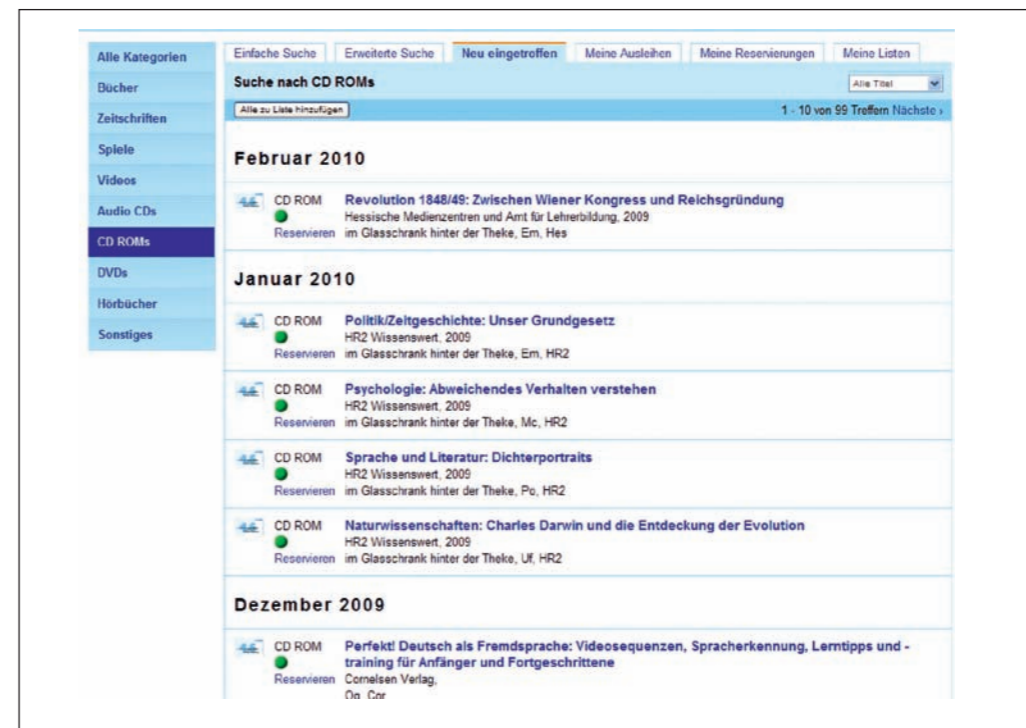 Alle Kategorien
Bücher
Zeitschriften
Spiele
Videos
Audio CDs
CD ROMs
DVDs
Hörbücher
Sonstiges
Einfache Suche Erweiterte Suche Neu eingetroffen Meine Ausleihen Meine Reservierungen Meine Listen
Suche nach CD ROMs Alle Titel
Alle zu Liste hinzufügen 1 - 10 von 99 Treffern Nächste ›
Februar 2010
CD ROM Revolution 1848/49: Zwischen Wiener Kongress und Reichsgründung
Hessische Medienzentren und Amt für Lehrerbildung, 2009
Reservieren im Glasschrank hinter der Theke, Em, Hes
Januar 2010
CD ROM Politik/Zeitgeschichte: Unser Grundgesetz
HR2 Wissenswert, 2009
Reservieren im Glasschrank hinter der Theke, Em, HR2
CD ROM Psychologie: Abweichendes Verhalten verstehen
HR2 Wissenswert, 2009
Reservieren im Glasschrank hinter der Theke, Mc, HR2
CD ROM Sprache und Literatur: Dichterportraits
HR2 Wissenswert, 2009
Reservieren im Glasschrank hinter der Theke, Po, HR2
CD ROM Naturwissenschaften: Charles Darwin und die Entdeckung der Evolution
HR2 Wissenswert, 2009
Reservieren im Glasschrank hinter der Theke, Uf, HR2
Dezember 2009
CD ROM Perfekt! Deutsch als Fremdsprache: Videosequenzen, Spracherkennung, Lerntipps und -
training für Anfänger und Fortgeschrittene
Reservieren Cornelsen Verlag,
Og, Cor